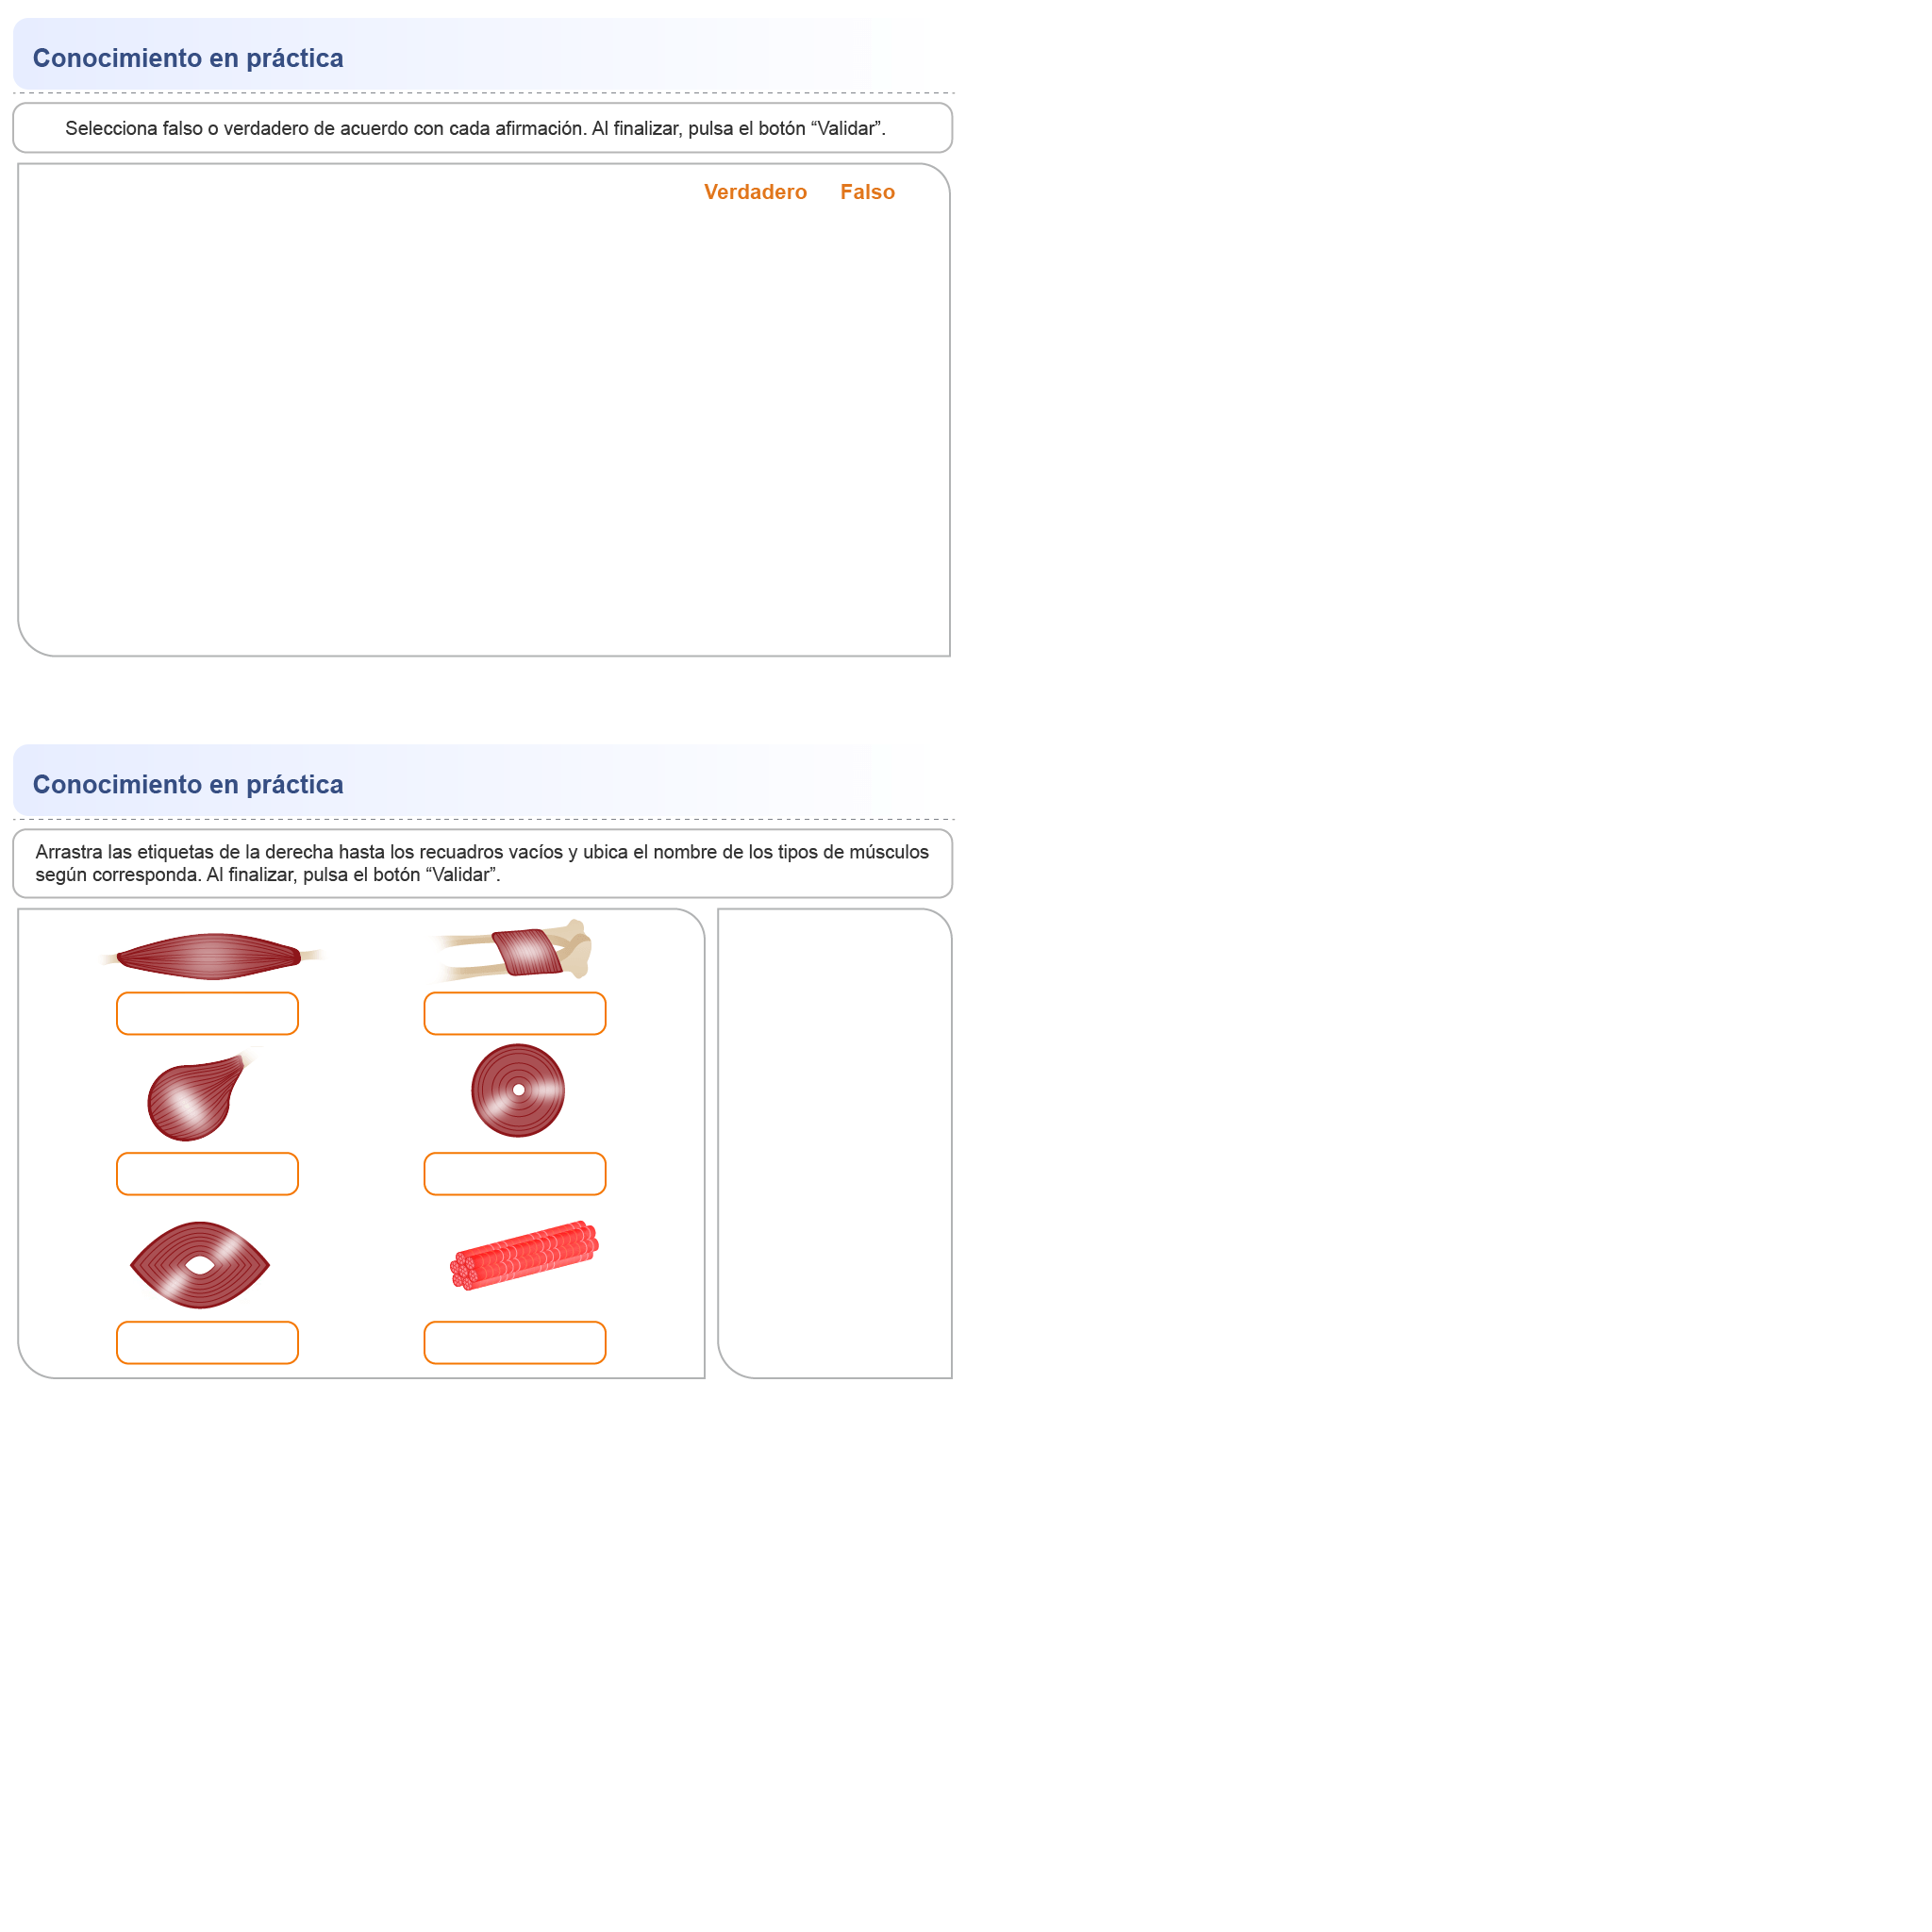 Conocimiento en práctica
Selecciona falso o verdadero de acuerdo con cada afirmación. Al finalizar, pulsa el botón “Validar”.
Verdadero Falso
Conocimiento en práctica
Arrastra las etiquetas de la derecha hasta los recuadros vacíos y ubica el nombre de los tipos de músculos
según corresponda. Al finalizar, pulsa el botón “Validar”.